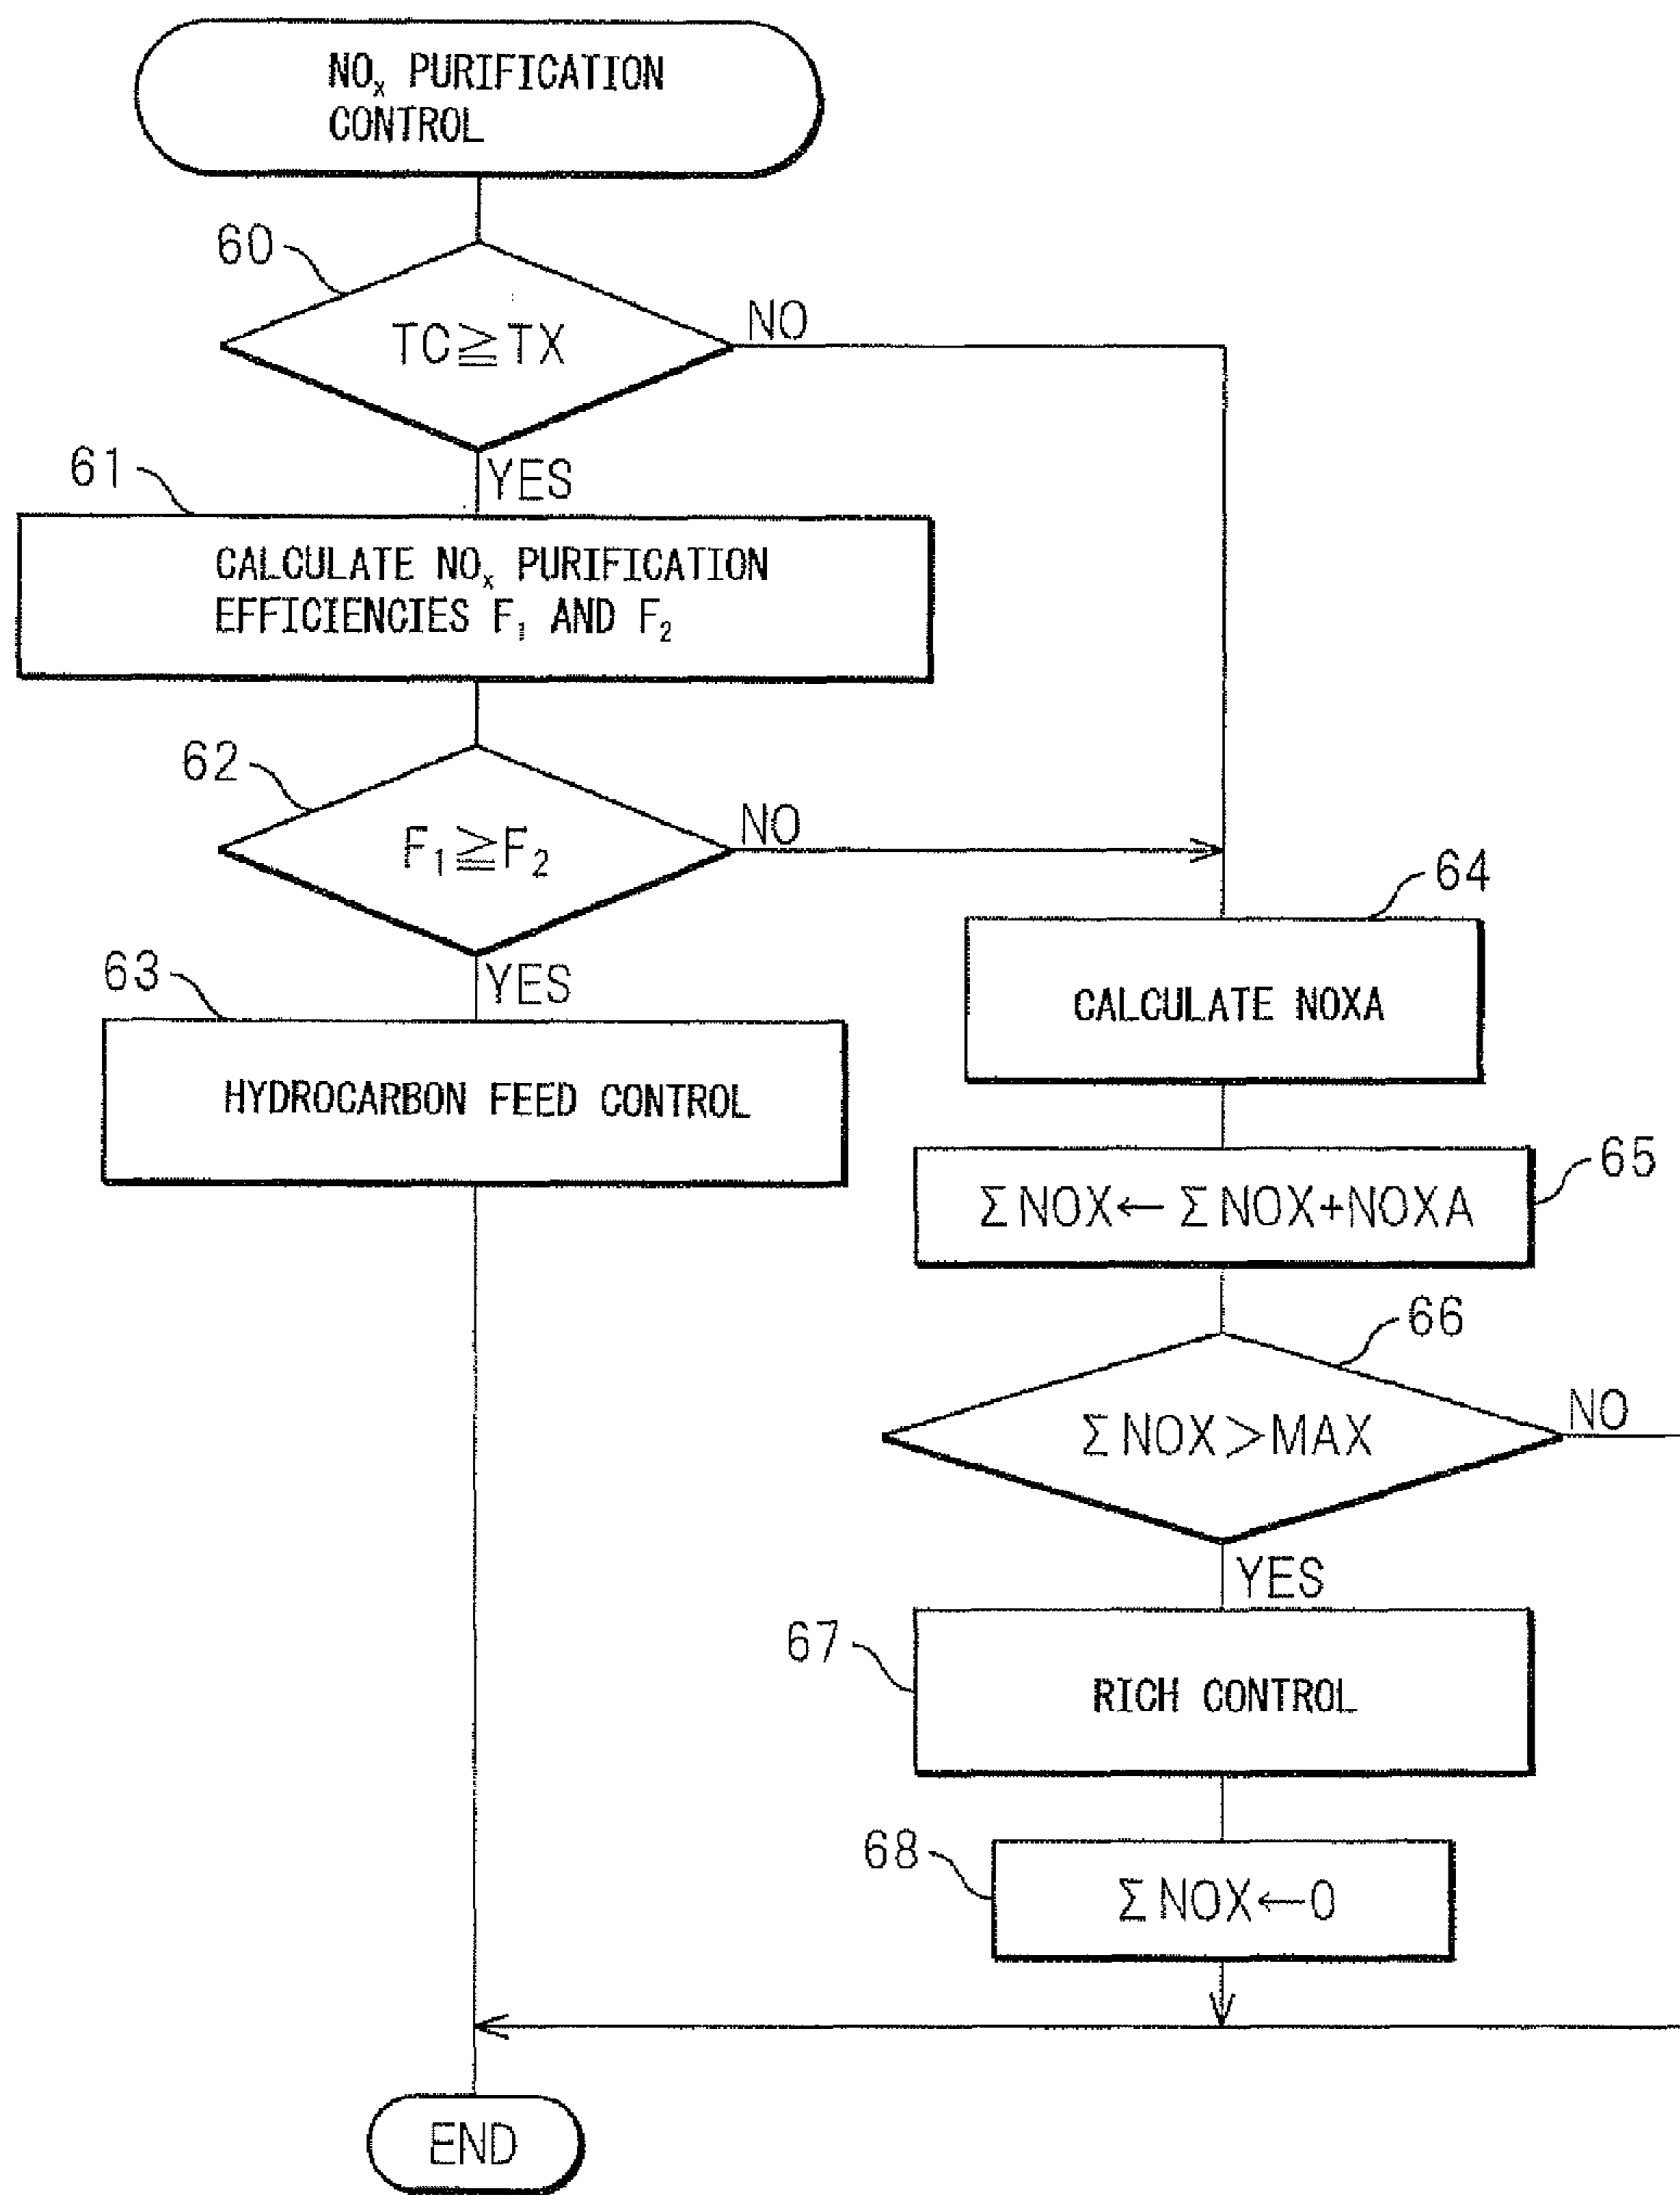 NOx PURIFICATION
CONTROL
60
TC≧TX
NO
YES
61
CALCULATE NOx PURIFICATION
EFFICIENCIES F1 AND F2
62
F1≧F2
NO
YES
63
HYDROCARBON FEED CONTROL
64
CALCULATE NOXA
65
ΣNOX←ΣNOX+NOXA
66
ΣNOX>MAX
NO
YES
67
RICH CONTROL
68
ΣNOX←0
END